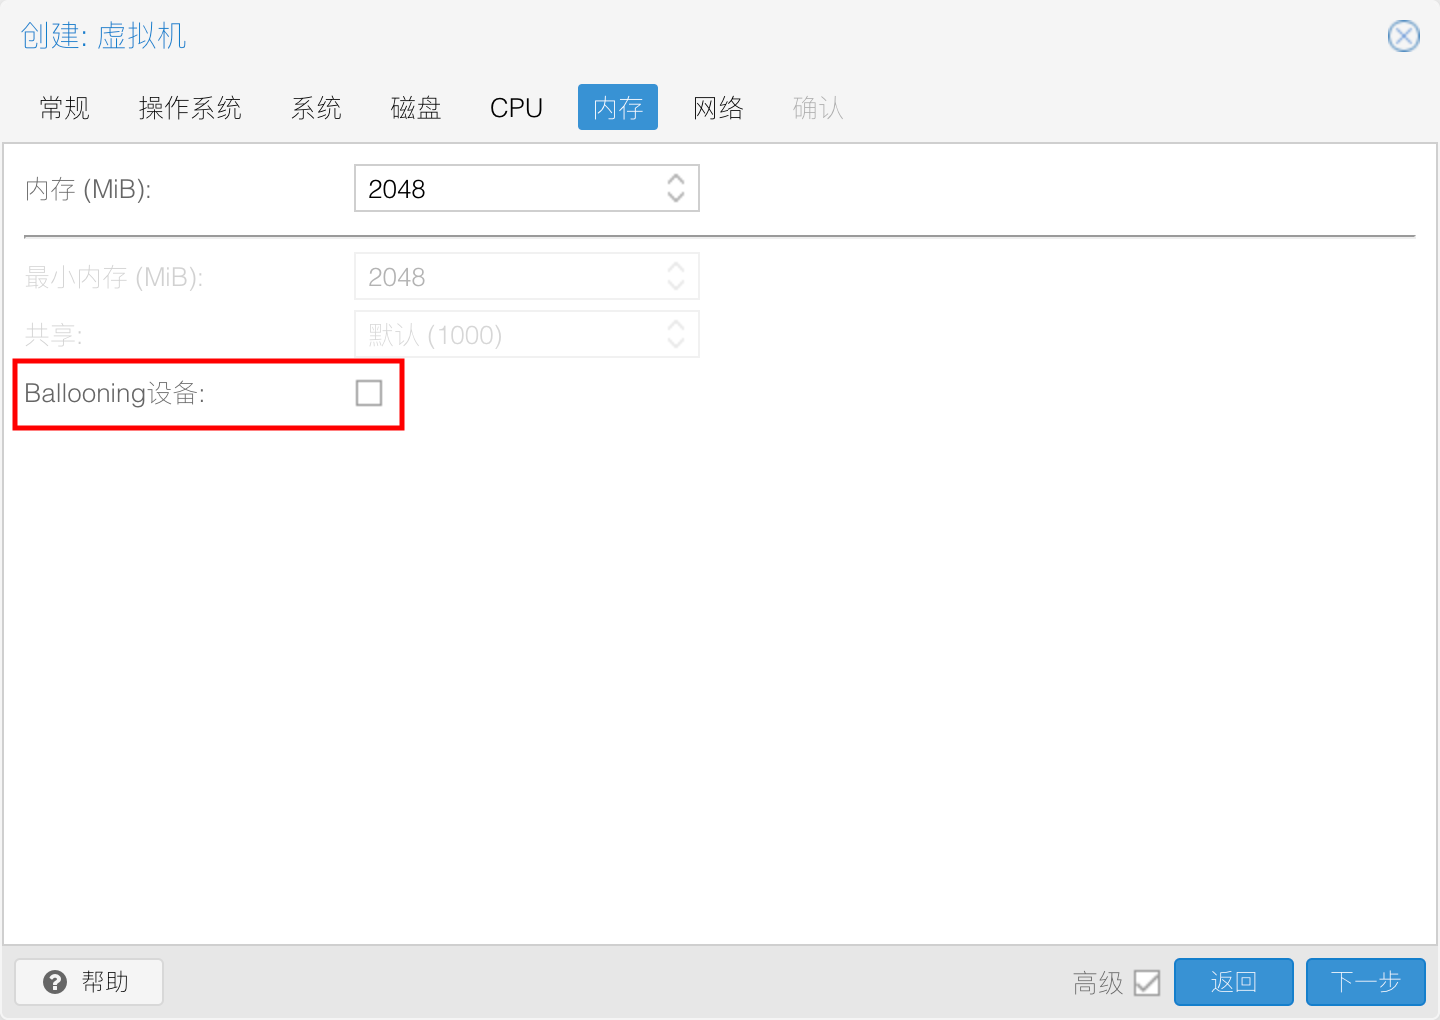 创建: 虚拟机
常规 操作系统 系统 磁盘 CPU 内存 网络 确认
内存 (MiB): 2048
最小内存 (MiB): 2048
共享: 默认 (1000)
Ballooning设备:
帮助 高级 返回 下一步